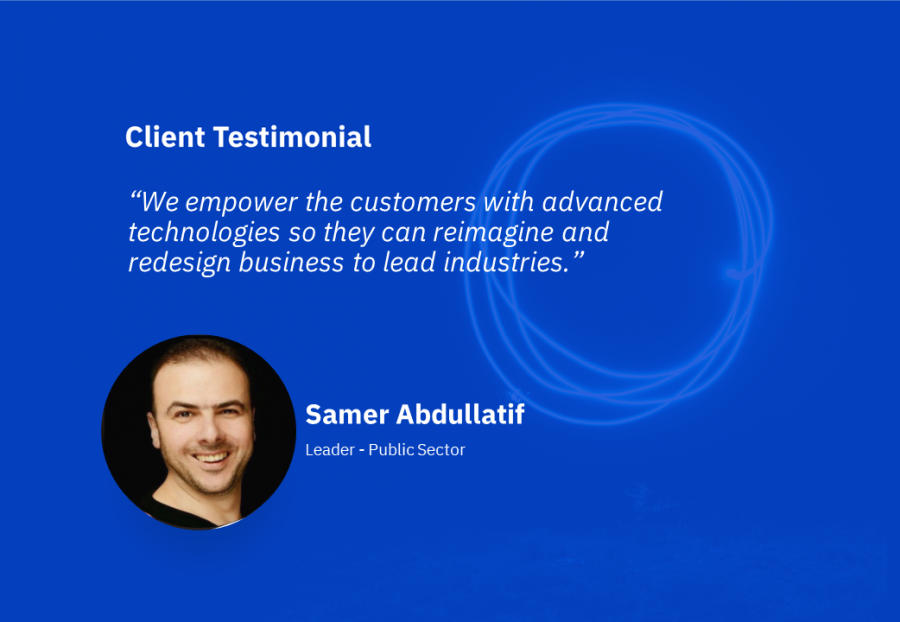 Client Testimonial
“We empower the customers with advanced
technologies so they can reimagine and
redesign business to lead industries.”
Samer Abdullatif
Leader - Public Sector